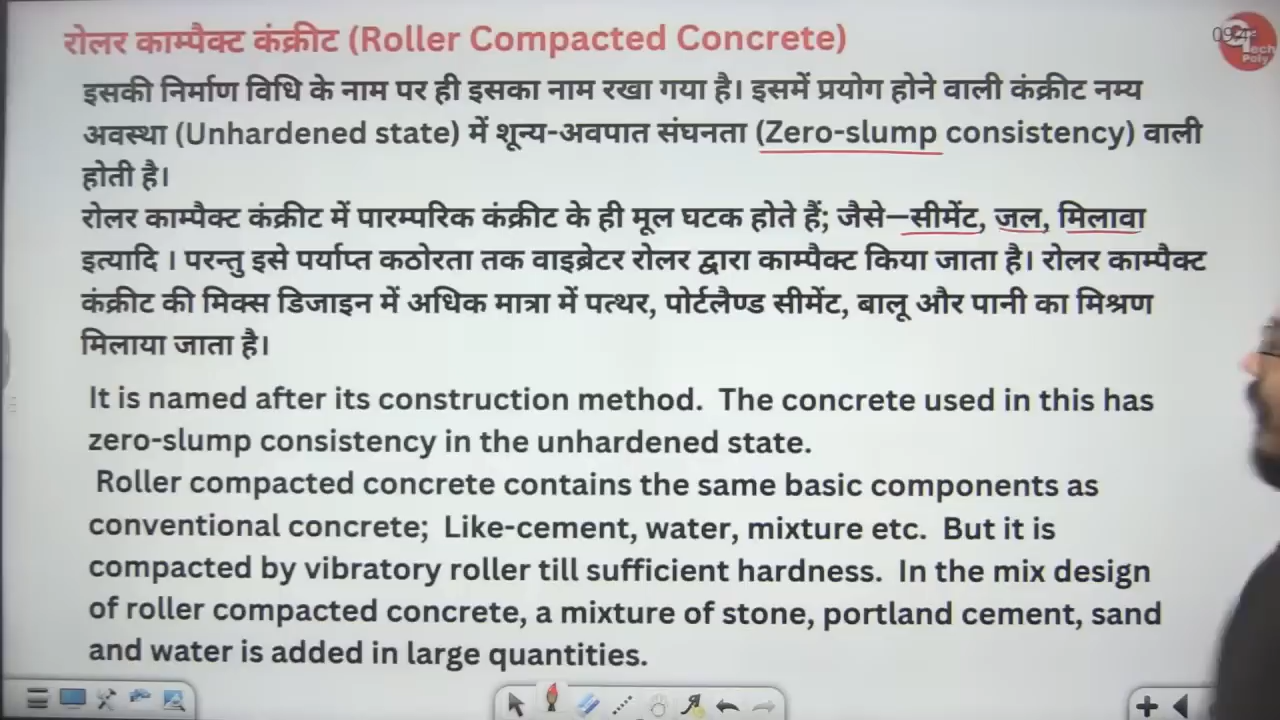 रोलर काम्पैक्ट कंक्रीट (Roller Compacted Concrete)
इसकी निर्माण विधि के नाम पर ही इसका नाम रखा गया है। इसमें प्रयोग होने वाली कंक्रीट नम्य
अवस्था (Unhardened state) में शून्य-अवपात संघनता (Zero-slump consistency) वाली
होती है।
रोलर काम्पैक्ट कंक्रीट में पारम्परिक कंक्रीट के ही मूल घटक होते हैं; जैसे—सीमेंट, जल, मिलावा
इत्यादि । परन्तु इसे पर्याप्त कठोरता तक वाइब्रेटर रोलर द्वारा काम्पैक्ट किया जाता है। रोलर काम्पैक्ट
कंक्रीट की मिक्स डिजाइन में अधिक मात्रा में पत्थर, पोर्टलैण्ड सीमेंट, बालू और पानी का मिश्रण
मिलाया जाता है।
It is named after its construction method. The concrete used in this has
zero-slump consistency in the unhardened state.
Roller compacted concrete contains the same basic components as
conventional concrete; Like-cement, water, mixture etc. But it is
compacted by vibratory roller till sufficient hardness. In the mix design
of roller compacted concrete, a mixture of stone, portland cement, sand
and water is added in large quantities.